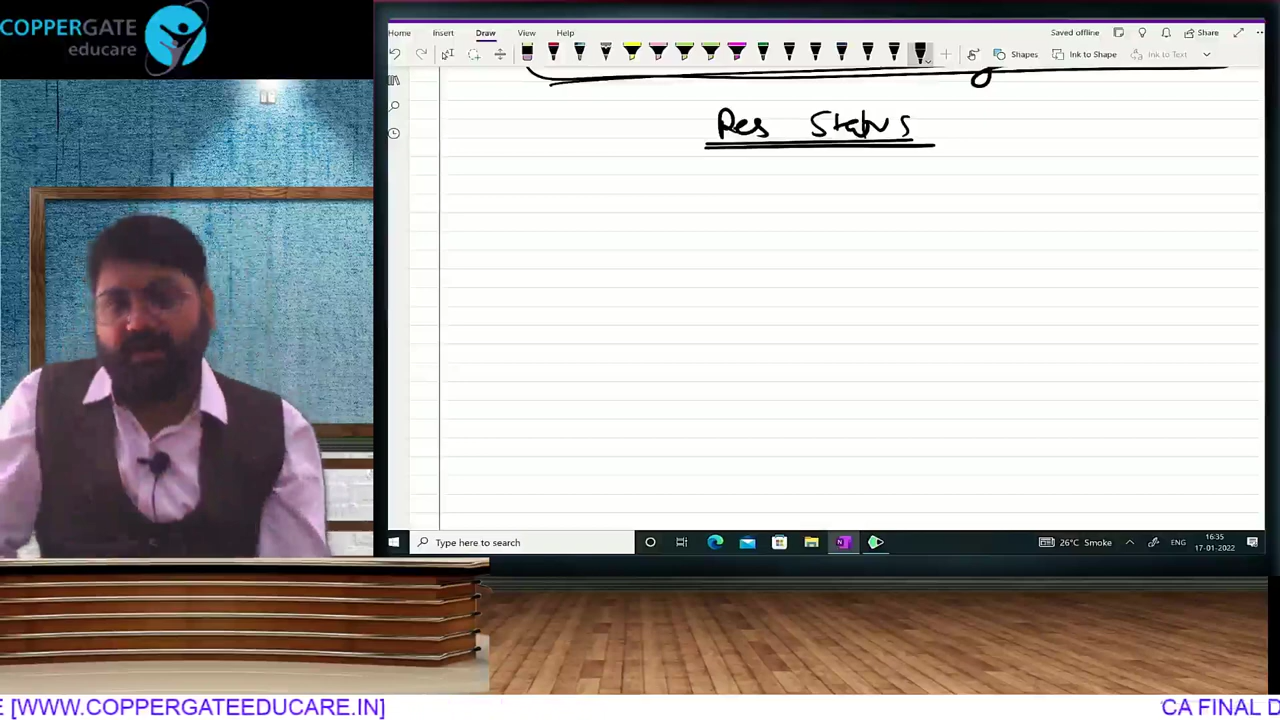 COPPERGATE
educare
Home Insert Draw View Help
Saved offline
Share
Shapes
Ink to Shape
Ink to Text
Res Status
Type here to search
26°C Smoke
ENG
16:35
17-01-2022
E [WWW.COPPERGATEEDUCARE.IN]
CA FINAL D